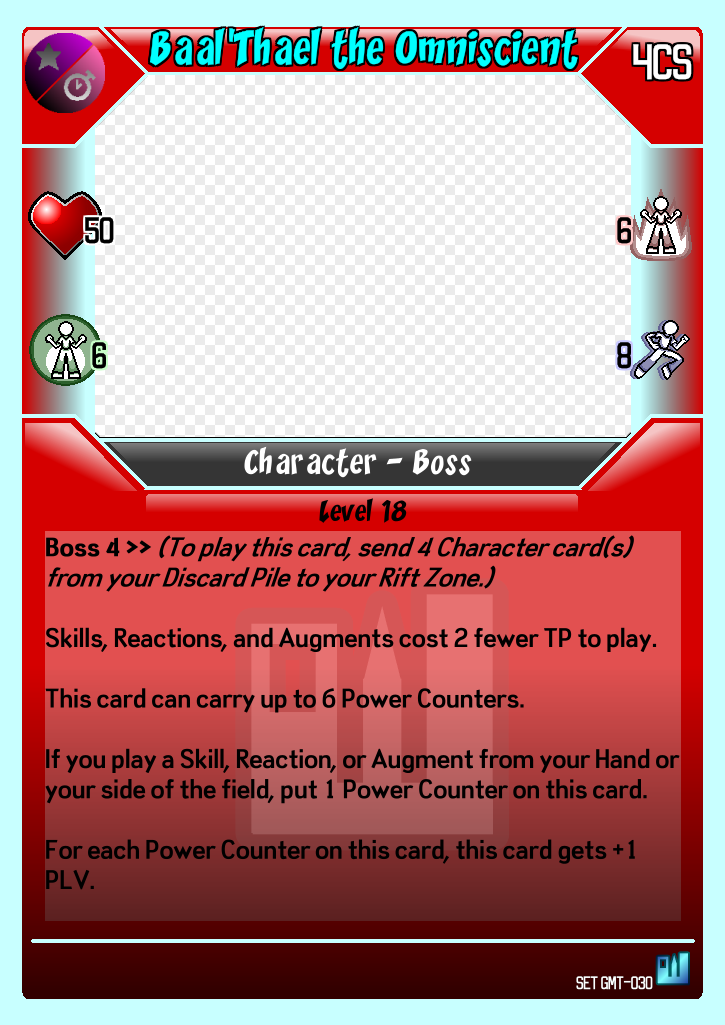 Baal'Thael the Omniscient
4CS
50
6
6
8
Character - Boss
Level 18
Boss 4 >> (To play this card, send 4 Character card(s)
from your Discard Pile to your Rift Zone.)
Skills, Reactions, and Augments cost 2 fewer TP to play.
This card can carry up to 6 Power Counters.
If you play a Skill, Reaction, or Augment from your Hand or
your side of the field, put 1 Power Counter on this card.
For each Power Counter on this card, this card gets +1
PLV.
SET GMT-030